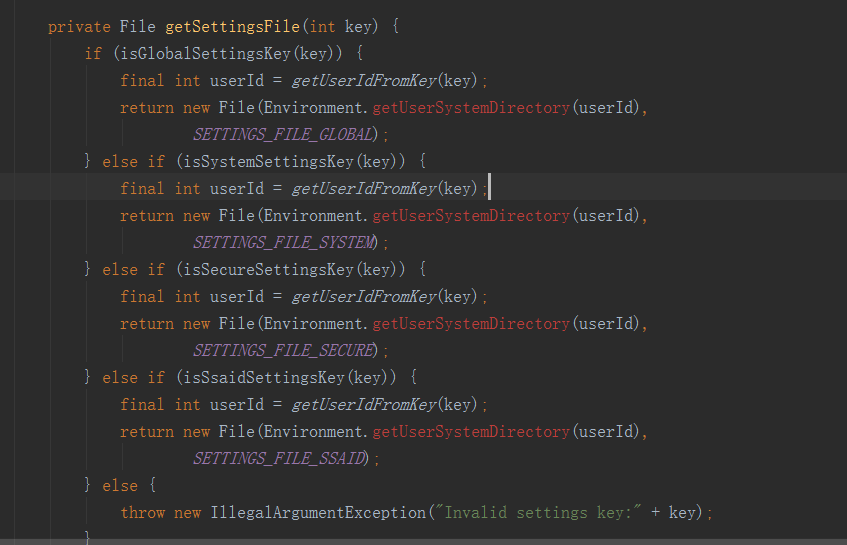 private File getSettingsFile(int key) {
if (isGlobalSettingsKey(key)) {
final int userId = getUserIdFromKey(key);
return new File(Environment.getUserSystemDirectory(userId),
SETTINGS_FILE_GLOBAL);
} else if (isSystemSettingsKey(key)) {
final int userId = getUserIdFromKey(key);
return new File(Environment.getUserSystemDirectory(userId),
SETTINGS_FILE_SYSTEM);
} else if (isSecureSettingsKey(key)) {
final int userId = getUserIdFromKey(key);
return new File(Environment.getUserSystemDirectory(userId),
SETTINGS_FILE_SECURE);
} else if (isSsaidSettingsKey(key)) {
final int userId = getUserIdFromKey(key);
return new File(Environment.getUserSystemDirectory(userId),
SETTINGS_FILE_SSAID);
} else {
throw new IllegalArgumentException("Invalid settings key:" + key);
}